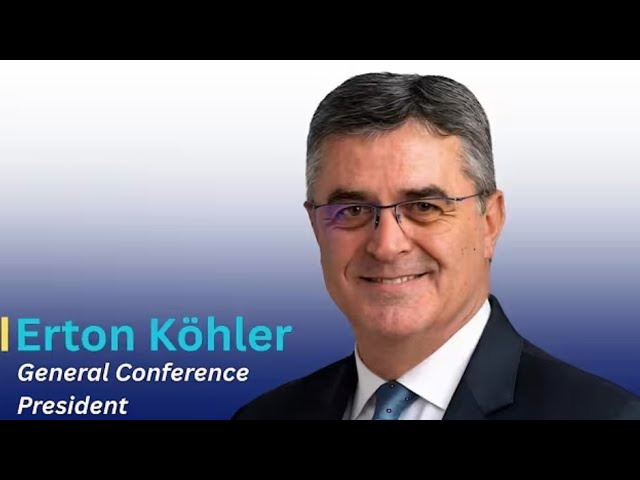 Erton Köhler
General Conference
President